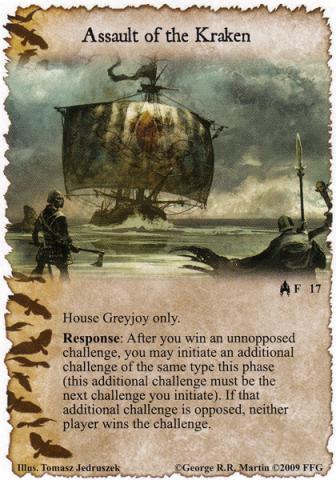 Assault of the Kraken
F 17
House Greyjoy only.
Response: After you win an unnopposed
challenge, you may initiate an additional
challenge of the same type this phase
(this additional challenge must be the
next challenge you initiate). If that
additional challenge is opposed, neither
player wins the challenge.
Illus. Tomasz Jedruszek ©George R.R. Martin ©2009 FFG